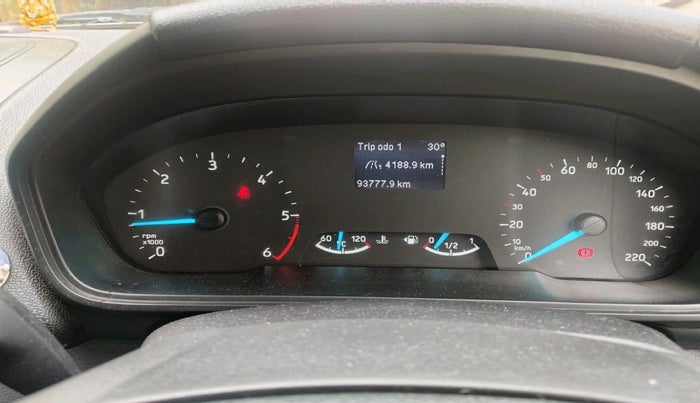 Trip odo 1 30°
1 4188.9 km
93777.9 km
0 1 2 3 4 5 6
rpm
x1000
60 °C 120
0 1/2 1
0 10 20 30 40 50 60 80 100 120 140 160 180 200 220
km/h